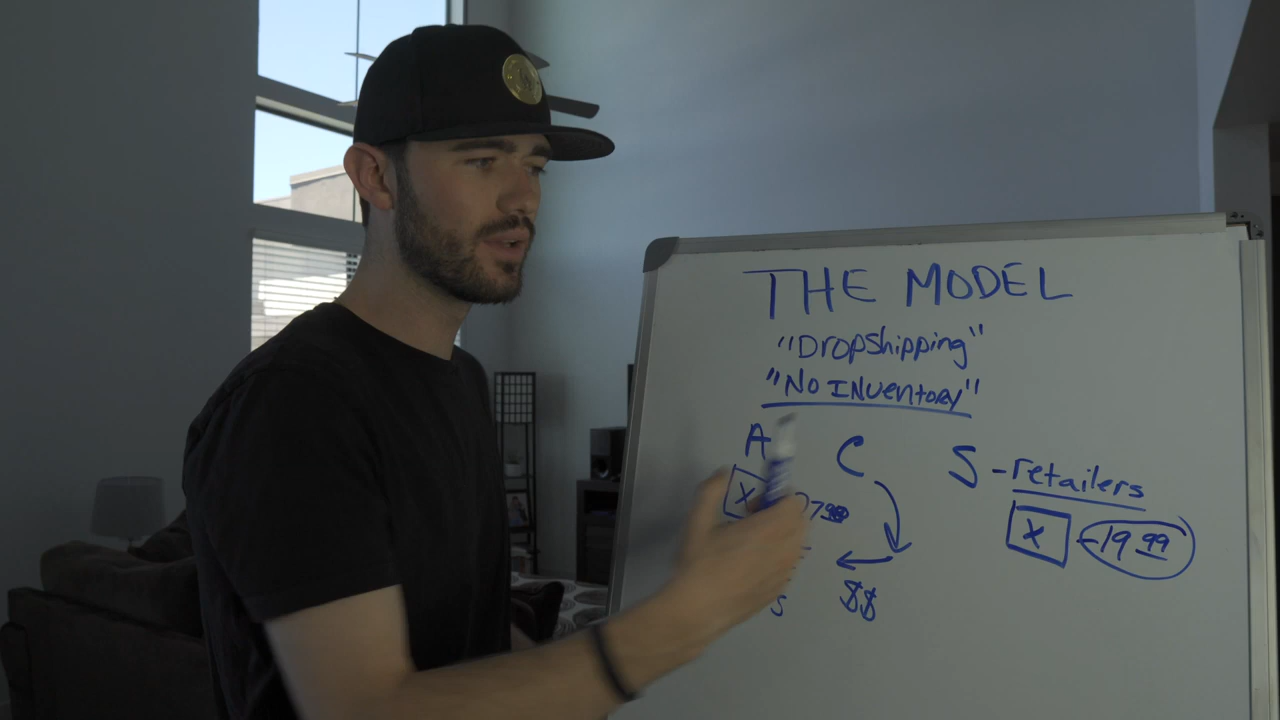 THE MODEL
"Dropshipping"
"No INventory"
A C S - retailers
X X - 19.99
$$